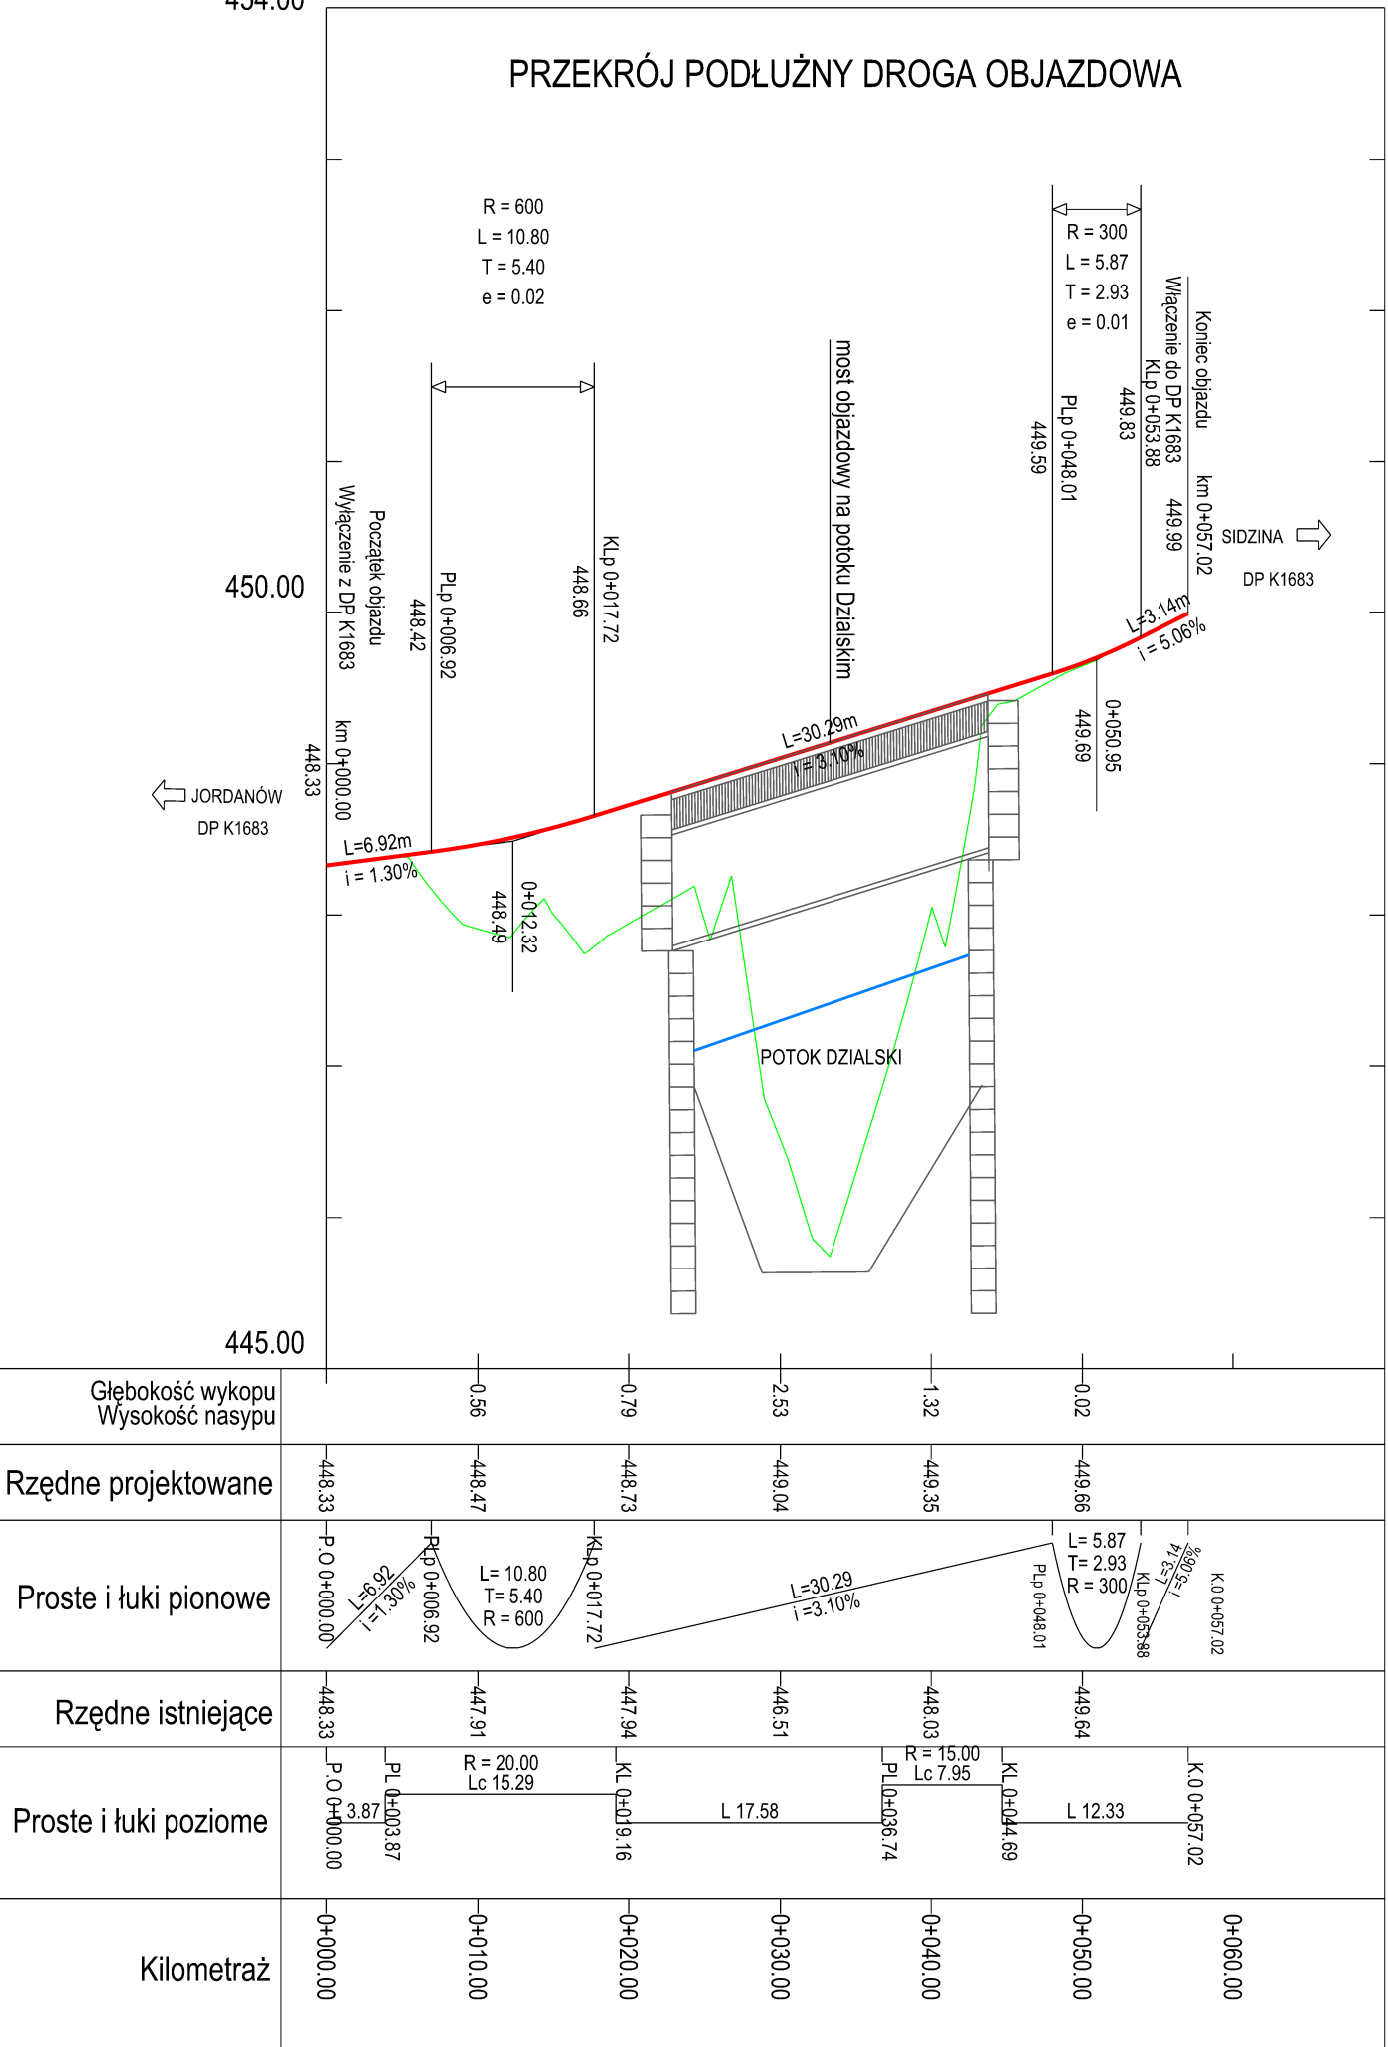 454.00
PRZEKRÓJ PODŁUŻNY DROGA OBJAZDOWA
R = 600
L = 10.80
T = 5.40
e = 0.02
R = 300
L = 5.87
T = 2.93
e = 0.01
Koniec objazdu km 0+057.02
Włączenie do DP K1683 449.99
KLp 0+053.88
449.83
PLp 0+048.01
449.59
most objazdowy na potoku Dzialskim
KLp 0+017.72
448.66
PLp 0+006.92
448.42
Początek objazdu
Wyłączenie z DP K1683
km 0+000.00
448.33
450.00
SIDZINA
DP K1683
JORDANÓW
DP K1683
L=3.14m
i = 5.06%
L=30.29m
i = 3.10%
0+050.95
449.69
L=6.92m
i = 1.30%
0+012.32
448.49
POTOK DZIALSKI
445.00
Głębokość wykopu
Wysokość nasypu
0.56
0.79
2.53
1.32
0.02
Rzędne projektowane
448.33
448.47
448.73
449.04
449.35
449.66
Proste i łuki pionowe
P.O 0+000.00
L=6.92
i =1.30%
PLp 0+006.92
L= 10.80
T= 5.40
R = 600
KLp 0+017.72
L=30.29
i =3.10%
PLp 0+048.01
L= 5.87
T= 2.93
R = 300
KLp 0+053.88
L=3.14
i =5.06%
K.0 0+057.02
Rzędne istniejące
448.33
447.91
447.94
446.51
448.03
449.64
Proste i łuki poziome
P.O 0+000.00
L 3.87
PL 0+003.87
R = 20.00
Lc 15.29
KL 0+019.16
L 17.58
PL 0+036.74
R = 15.00
Lc 7.95
KL 0+044.69
L 12.33
K.0 0+057.02
Kilometraż
0+000.00
0+010.00
0+020.00
0+030.00
0+040.00
0+050.00
0+060.00